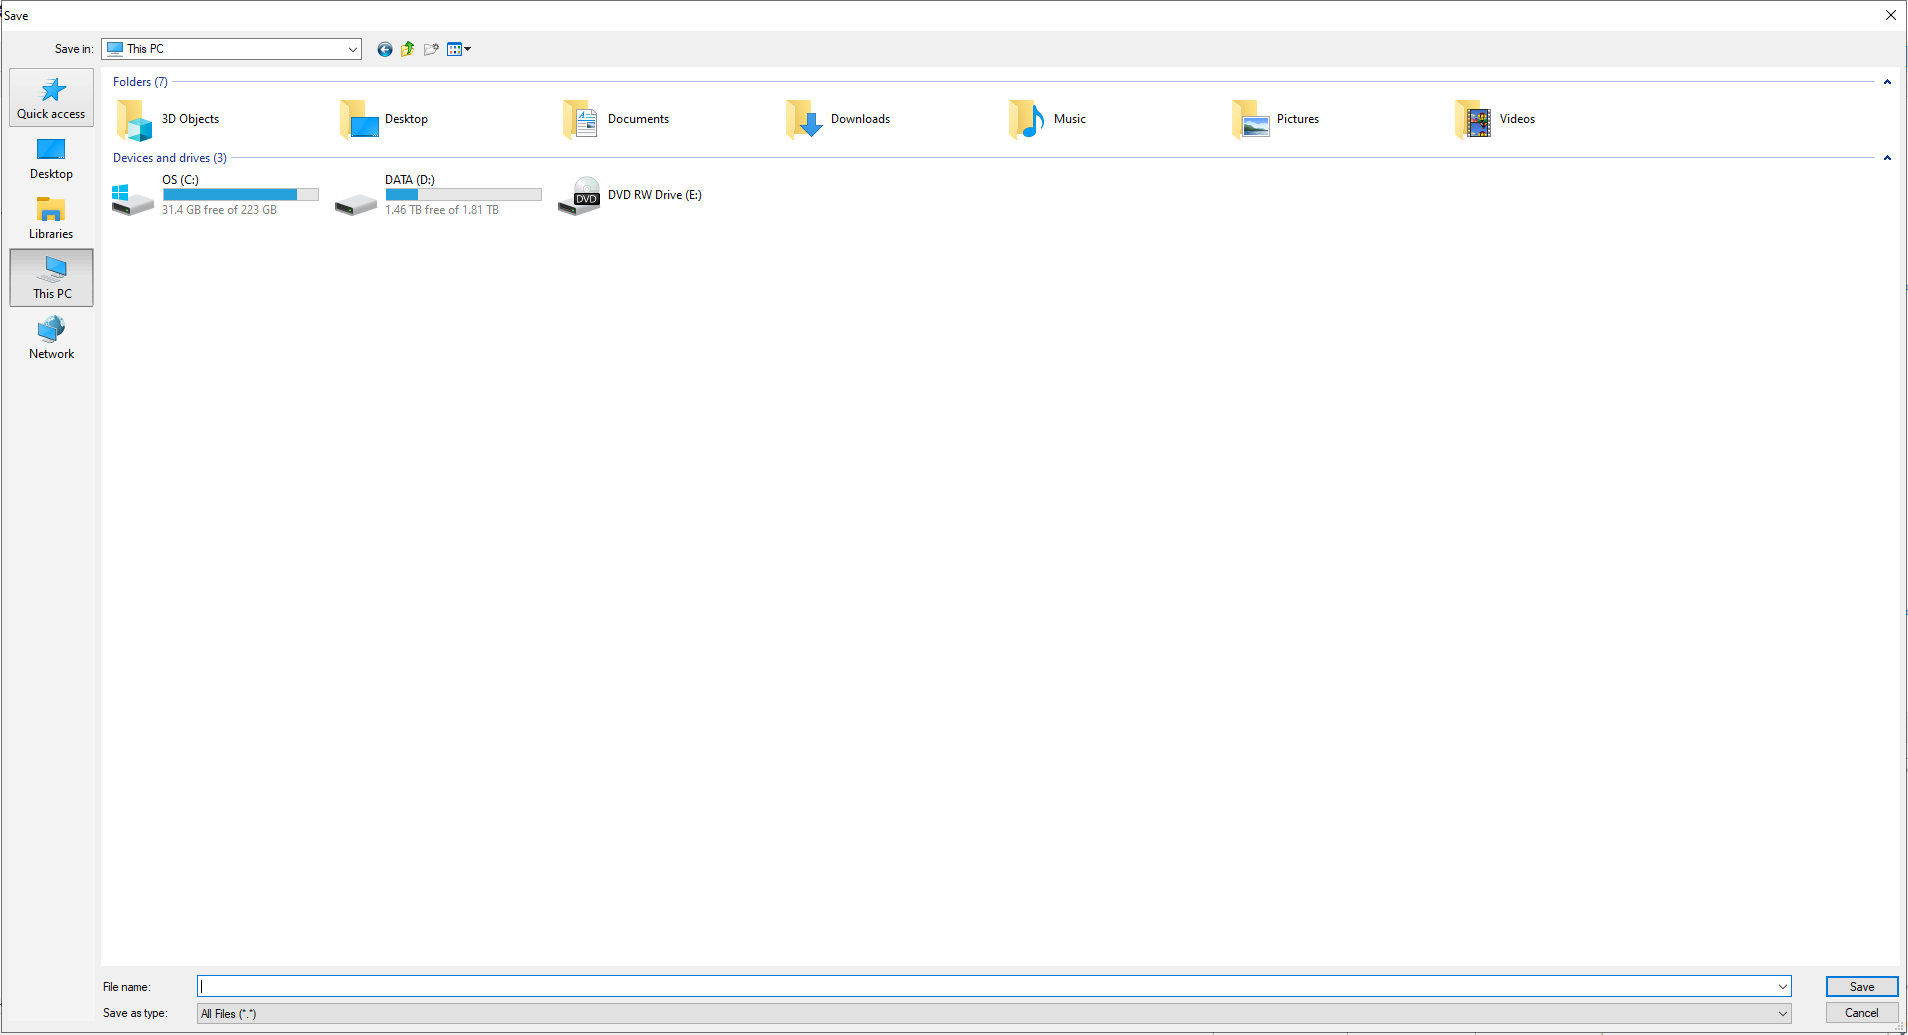 Save
Save in: This PC
Quick access
Desktop
Libraries
This PC
Network
Folders (7)
3D Objects
Desktop
Documents
Downloads
Music
Pictures
Videos
Devices and drives (3)
OS (C:)
31.4 GB free of 223 GB
DATA (D:)
1.46 TB free of 1.81 TB
DVD
DVD RW Drive (E:)
File name:
Save
Save as type: All Files (*.*)
Cancel